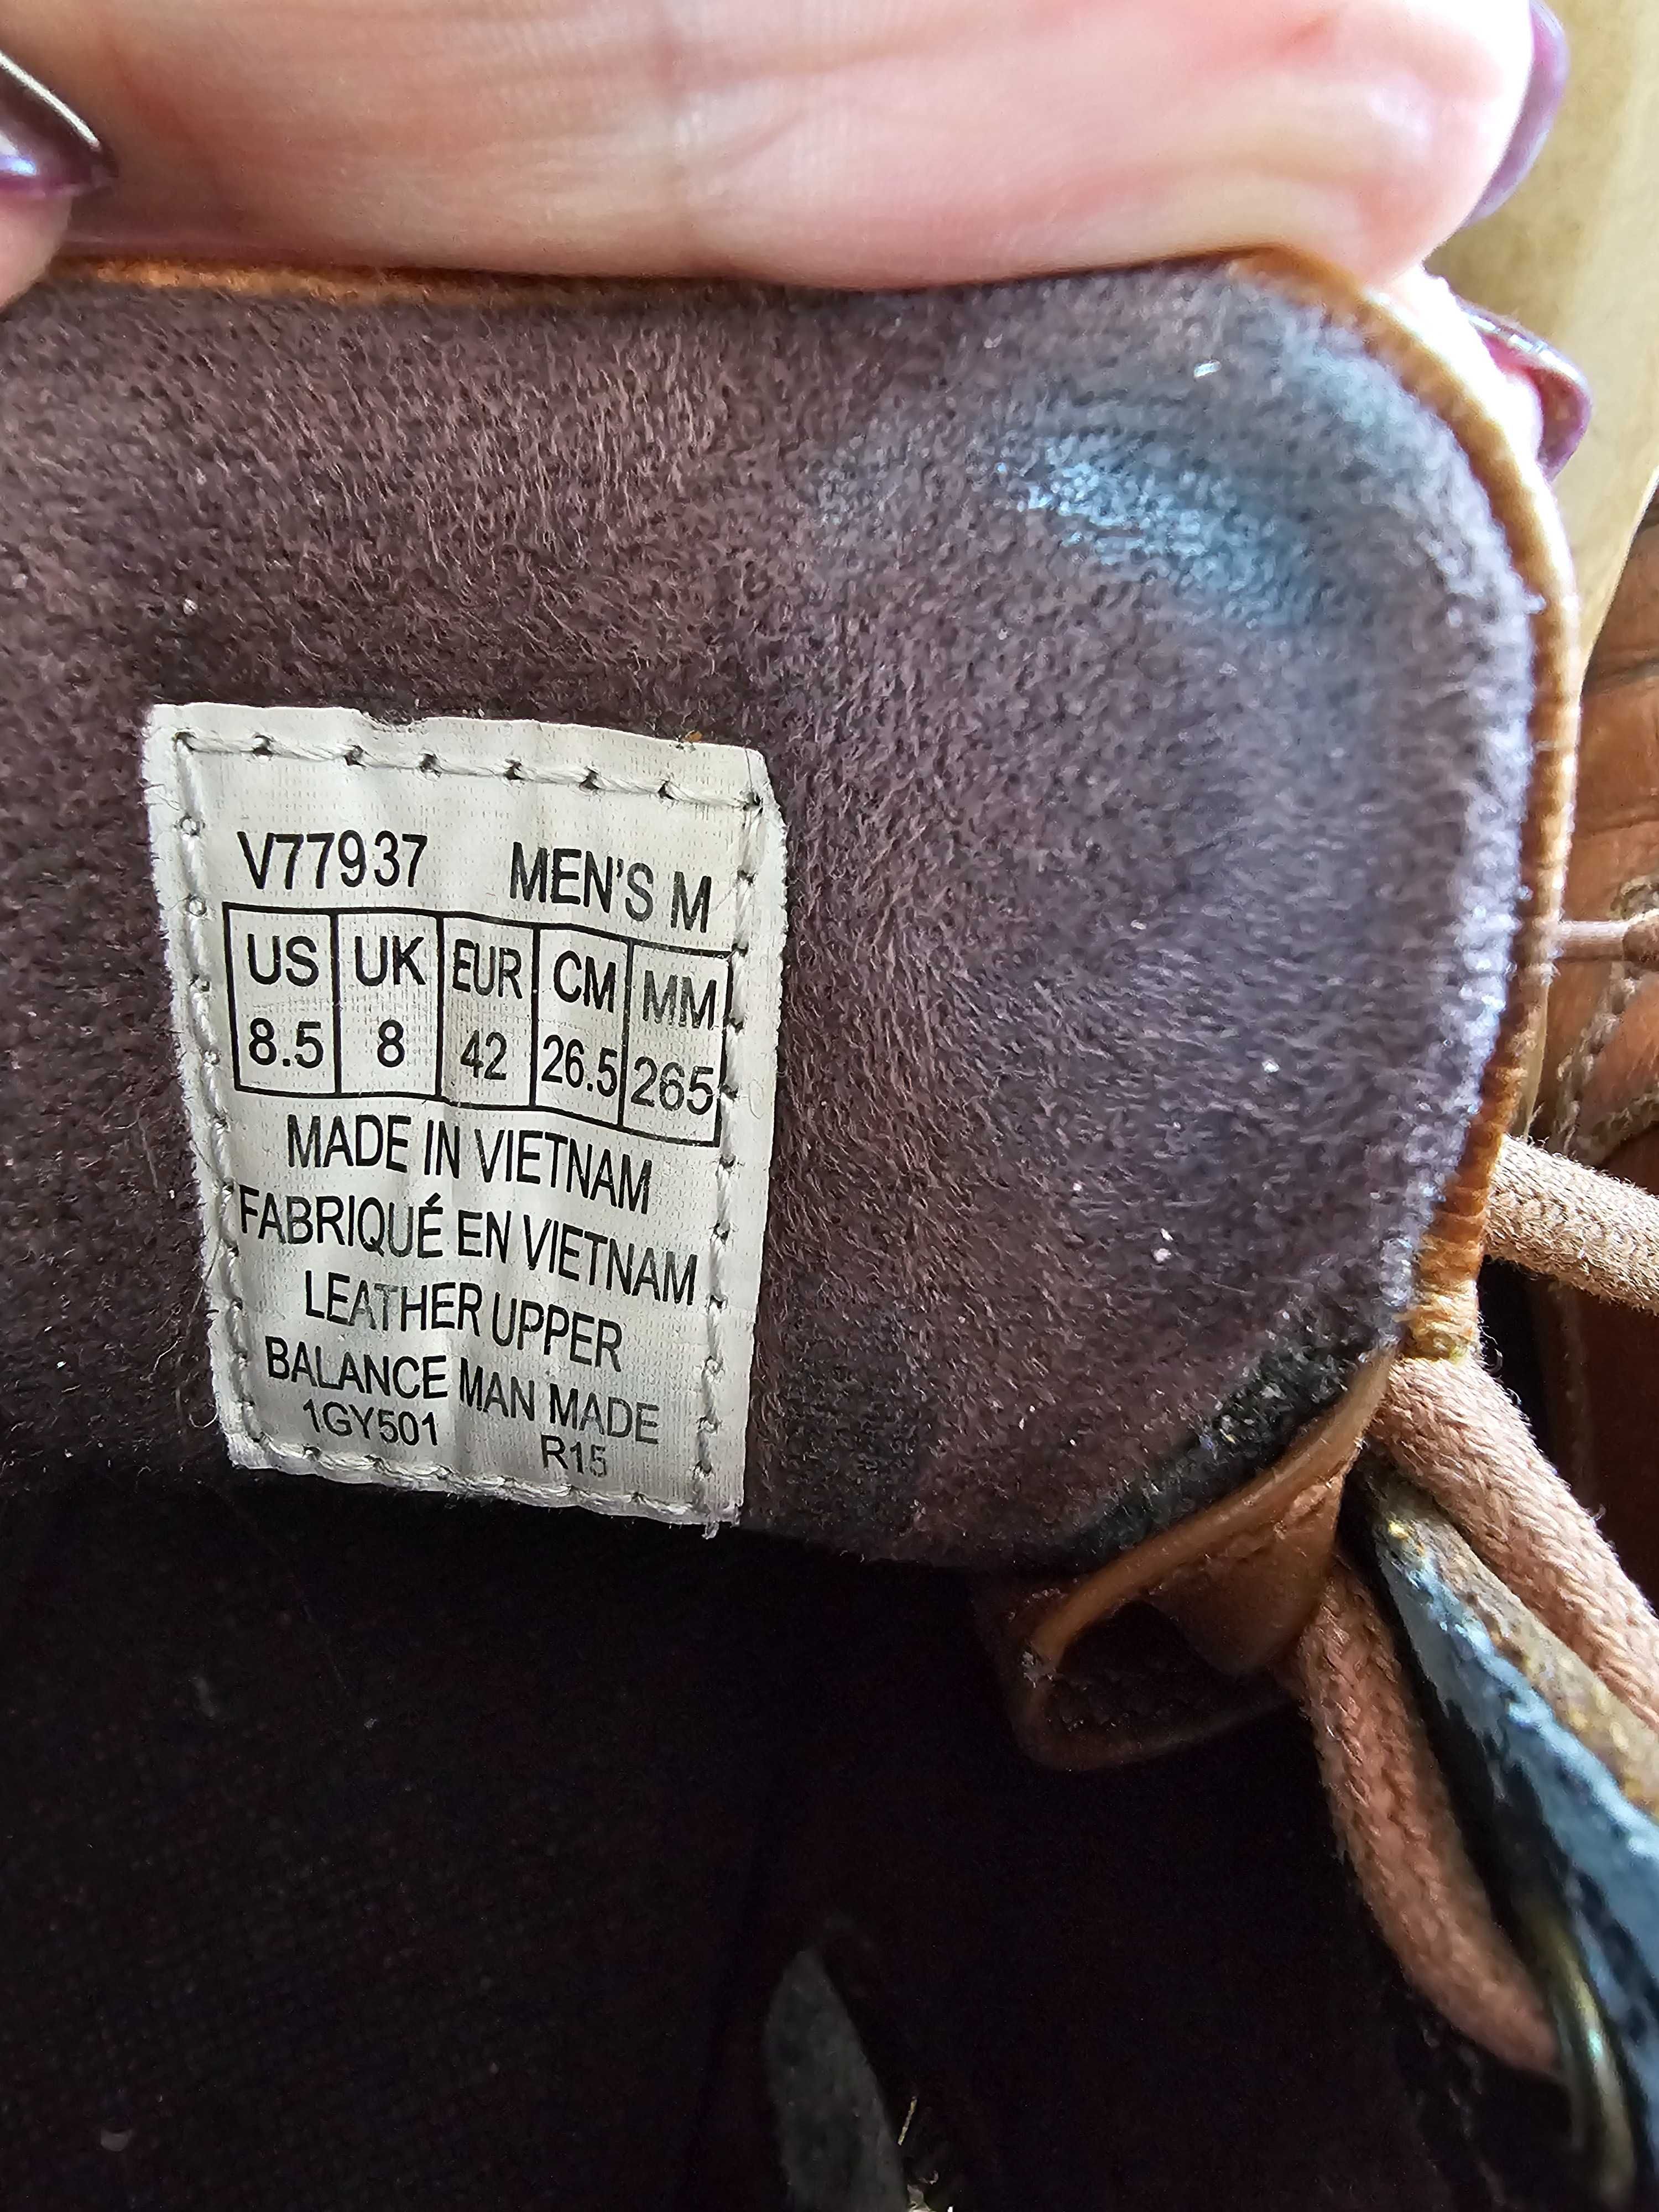 V77937 MEN'S M
US UK EUR CM MM
8.5 8 42 26.5 265
MADE IN VIETNAM
FABRIQUÉ EN VIETNAM
LEATHER UPPER
BALANCE MAN MADE
1GY501 R15